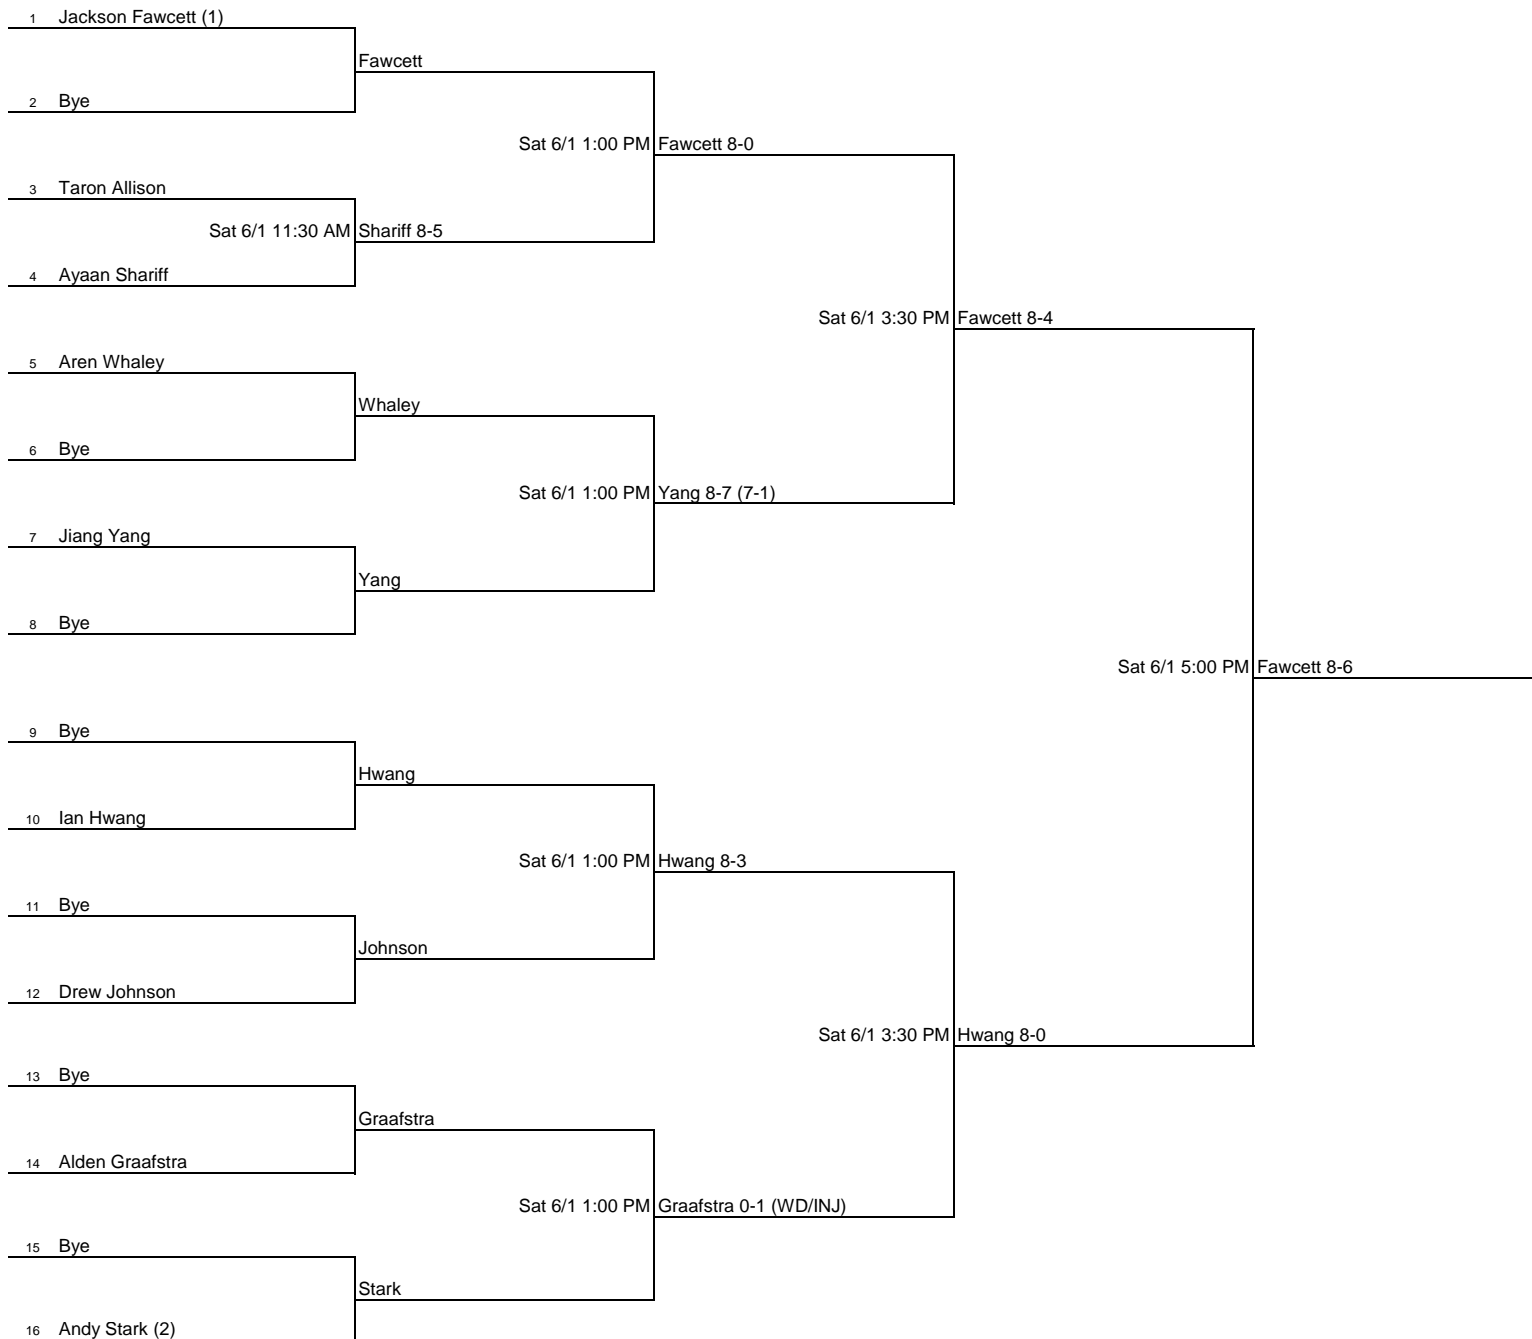 1 Jackson Fawcett (1)
Fawcett
2 Bye
Sat 6/1 1:00 PM Fawcett 8-0
3 Taron Allison
Sat 6/1 11:30 AM Shariff 8-5
4 Ayaan Shariff
Sat 6/1 3:30 PM Fawcett 8-4
5 Aren Whaley
Whaley
6 Bye
Sat 6/1 1:00 PM Yang 8-7 (7-1)
7 Jiang Yang
Yang
8 Bye
Sat 6/1 5:00 PM Fawcett 8-6
9 Bye
Hwang
10 Ian Hwang
Sat 6/1 1:00 PM Hwang 8-3
11 Bye
Johnson
12 Drew Johnson
Sat 6/1 3:30 PM Hwang 8-0
13 Bye
Graafstra
14 Alden Graafstra
Sat 6/1 1:00 PM Graafstra 0-1 (WD/INJ)
15 Bye
Stark
16 Andy Stark (2)